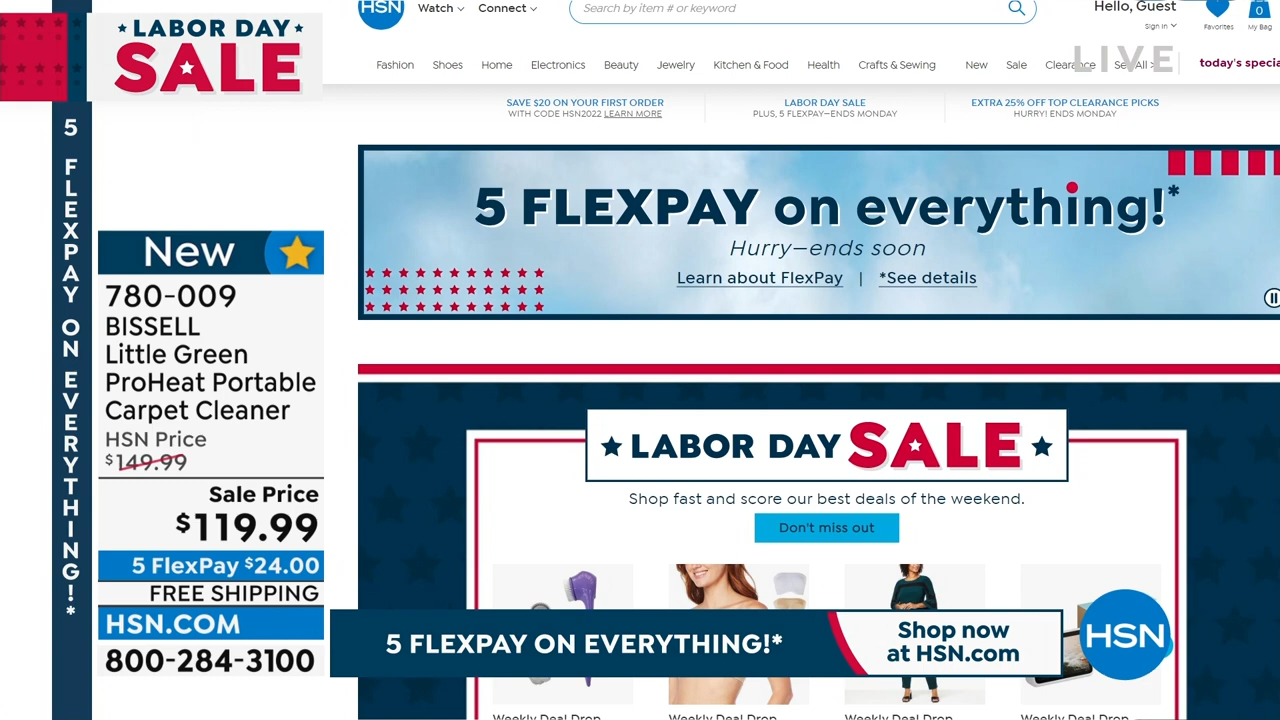 LABOR DAY
SALE
5 FLEXPAY ON EVERYTHING!*
New
780-009
BISSELL
Little Green
ProHeat Portable
Carpet Cleaner
HSN Price
$149.99
Sale Price
$119.99
5 FlexPay $24.00
FREE SHIPPING
HSN.COM
800-284-3100
HSN
Watch
Connect
Search by item # or keyword
Hello, Guest
Sign In
Favorites
0
My Bag
LIVE
Fashion Shoes Home Electronics Beauty Jewelry Kitchen & Food Health Crafts & Sewing New Sale Clearance See All > today's specia
SAVE $20 ON YOUR FIRST ORDER
WITH CODE HSN2022 LEARN MORE
LABOR DAY SALE
PLUS, 5 FLEXPAY—ENDS MONDAY
EXTRA 25% OFF TOP CLEARANCE PICKS
HURRY! ENDS MONDAY
5 FLEXPAY on everything!*
Hurry—ends soon
Learn about FlexPay | *See details
LABOR DAY SALE
Shop fast and score our best deals of the weekend.
Don't miss out
5 FLEXPAY ON EVERYTHING!*
Shop now
at HSN.com
HSN
Weekly Deal Drop
Weekly Deal Drop
Weekly Deal Drop
Weekly Deal Drop